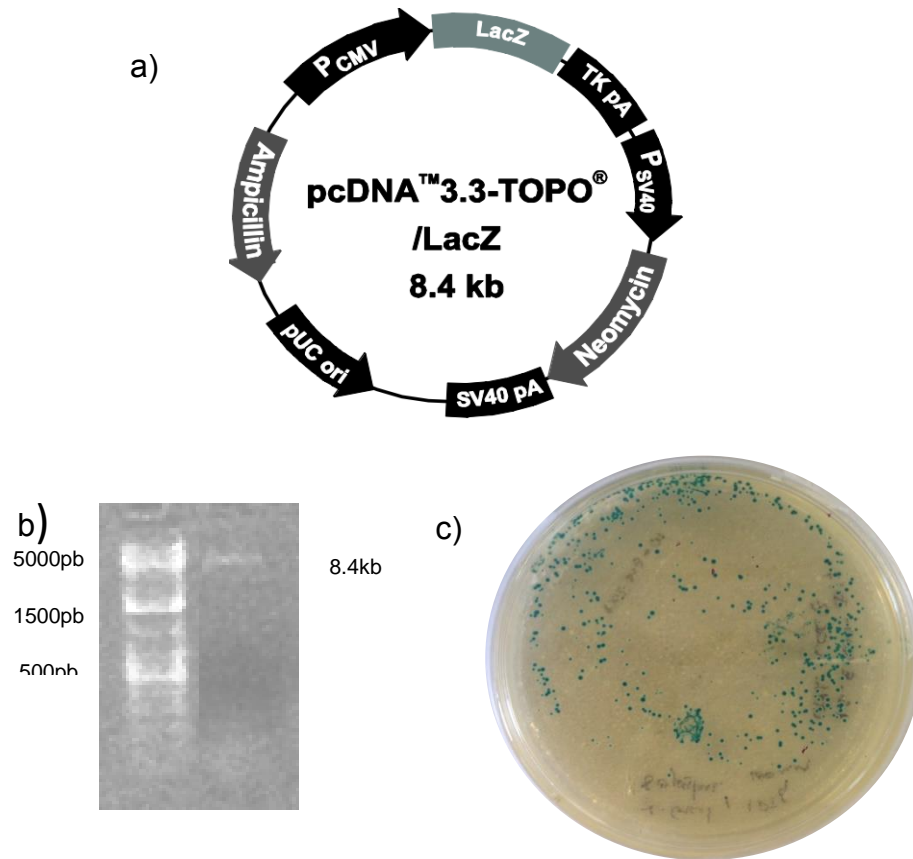 a)
P CMV
LacZ
TK pA
P SV40
Neomycin
SV40 pA
pUC ori
Ampicillin
pcDNA™3.3-TOPO®
/LacZ
8.4 kb
b)
5000pb
1500pb
500pb
8.4kb
c)